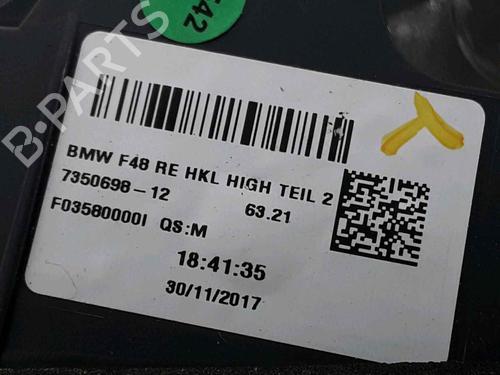 542
B-PARTS
BMW F48 RE HKL HIGH TEIL 2
7350698-12 63.21
F03580000I QS:M
18:41:35
30/11/2017